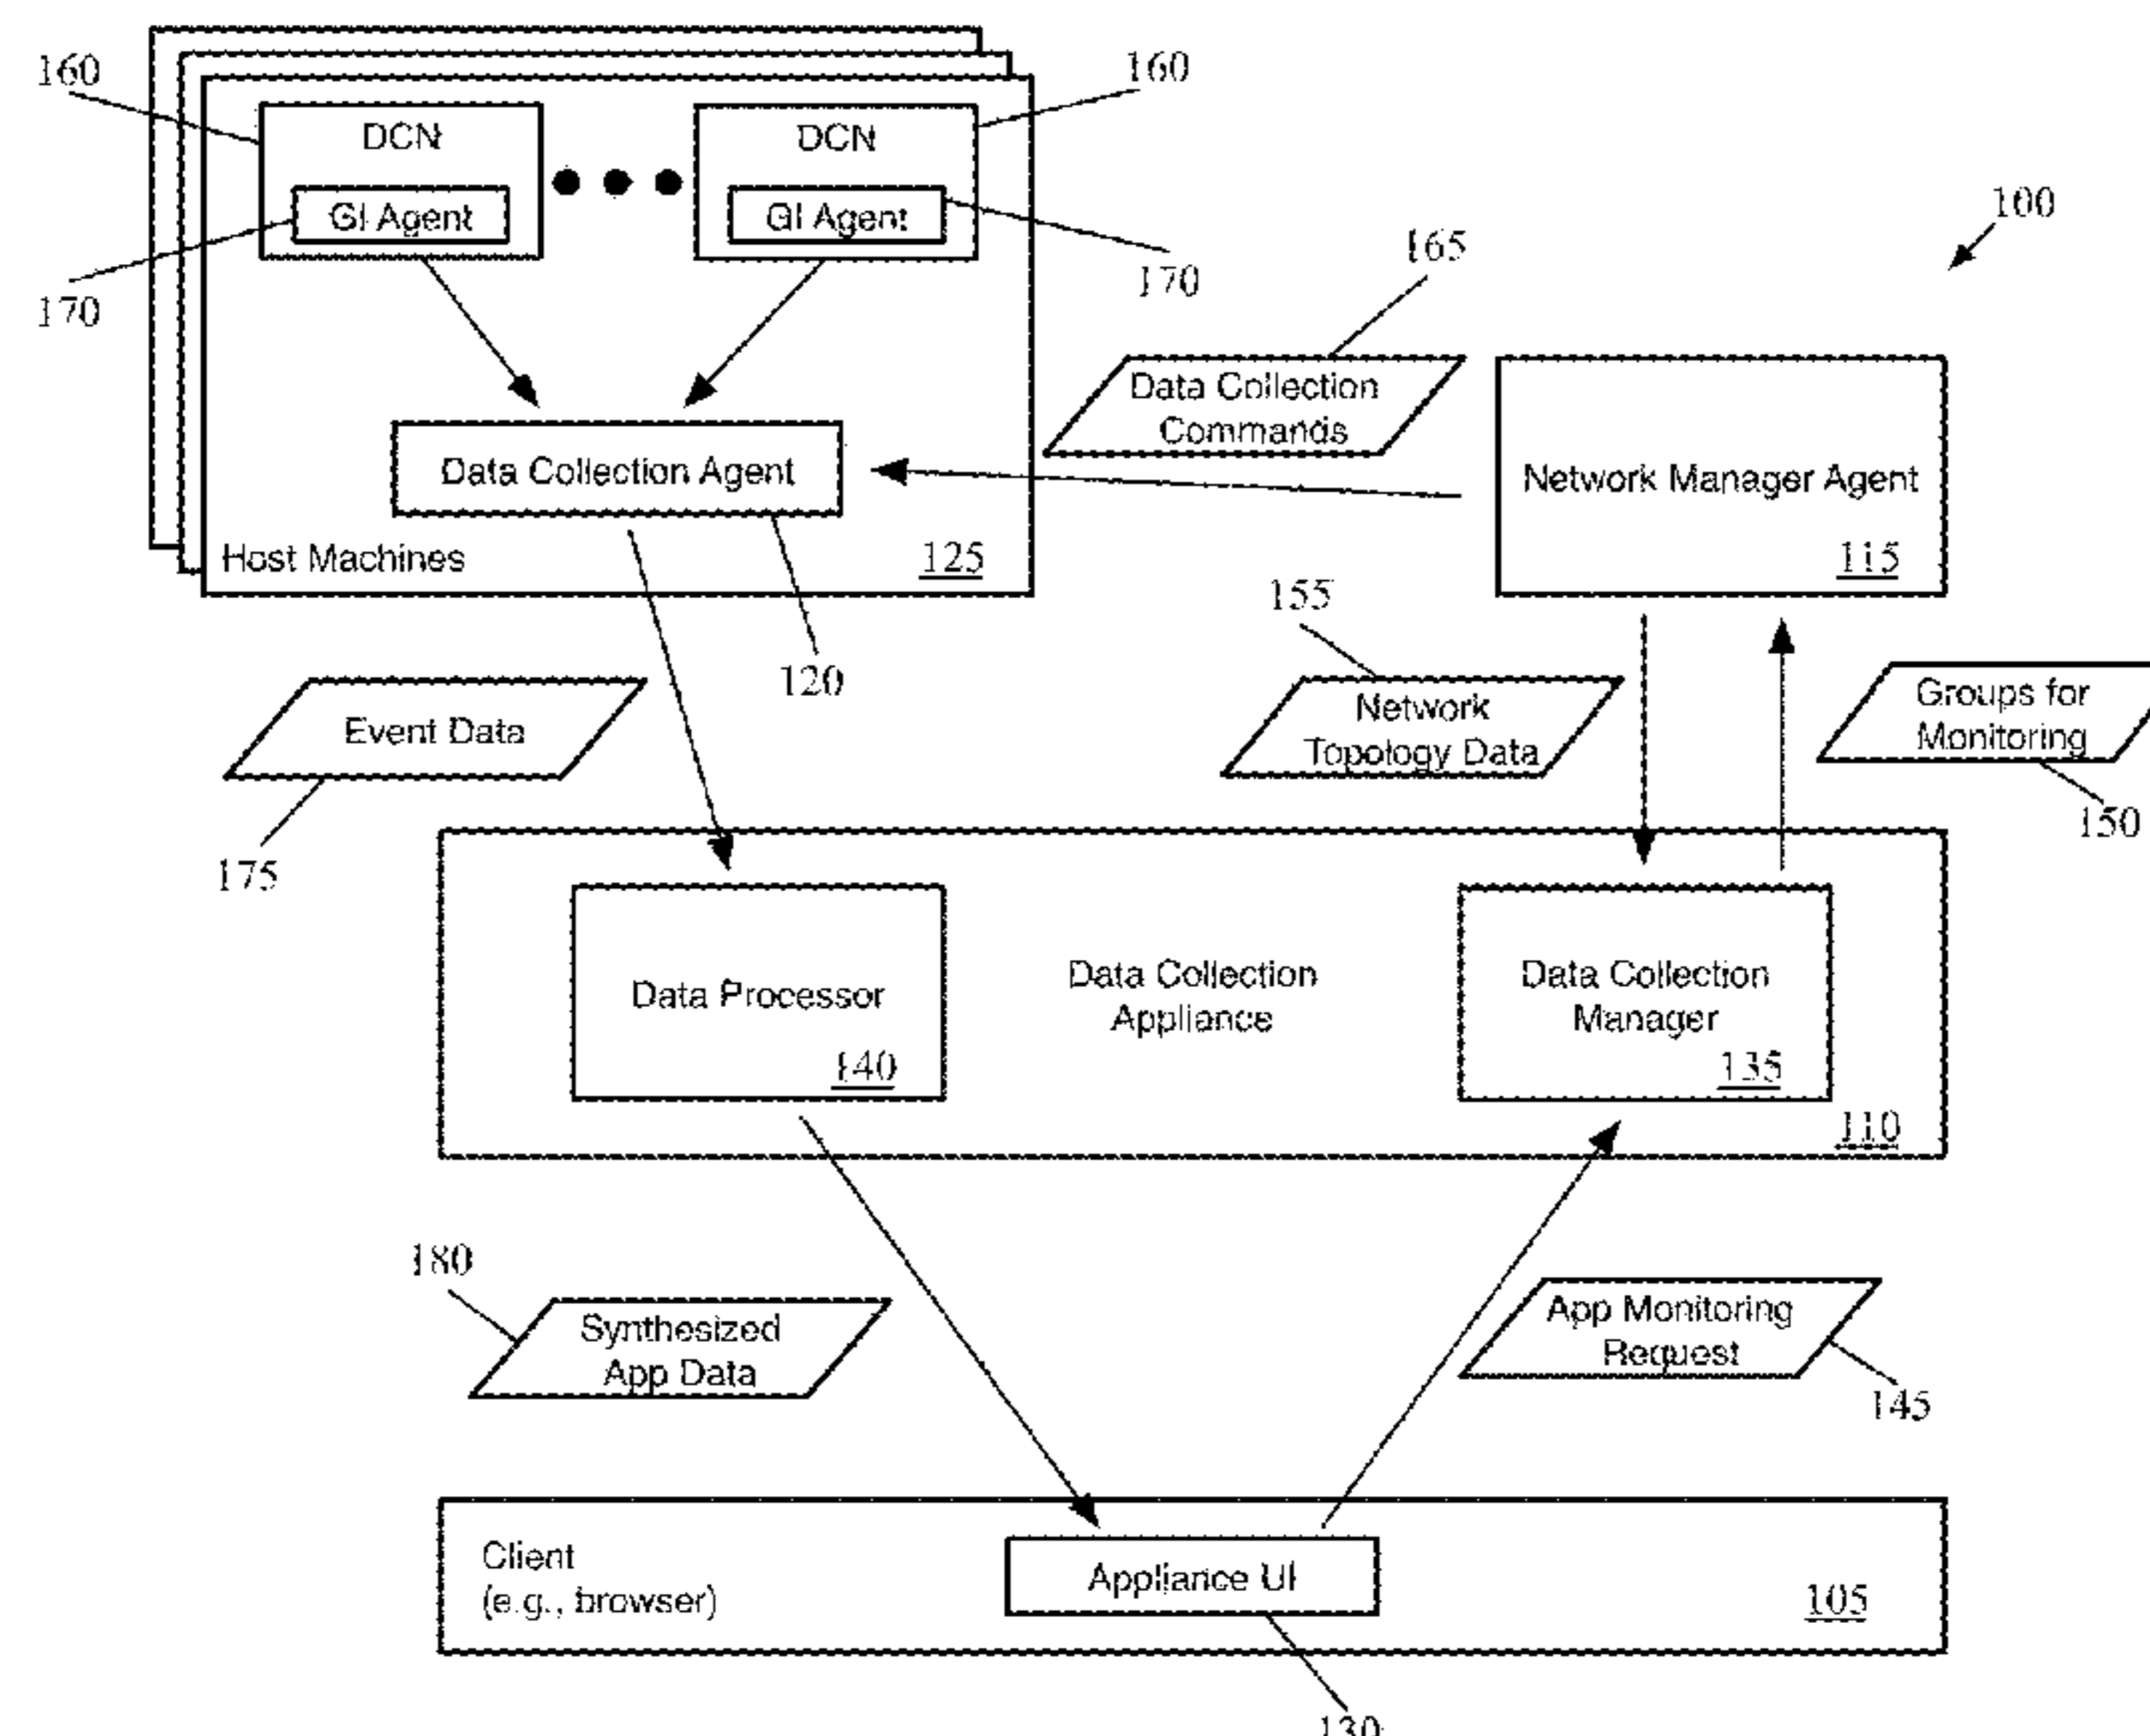 160
160
DCN
DCN
GI Agent
GI Agent
100
165
170
170
Data Collection
Commands
Data Collection Agent
Network Manager Agent
Host Machines
125
115
155
120
Groups for
Monitoring
Network
Topology Data
Event Data
150
175
Data Processor
Data Collection
Appliance
Data Collection
Manager
140
135
110
180
Synthesized
App Data
App Monitoring
Request
145
Client
(e.g., browser)
Appliance UI
105
130